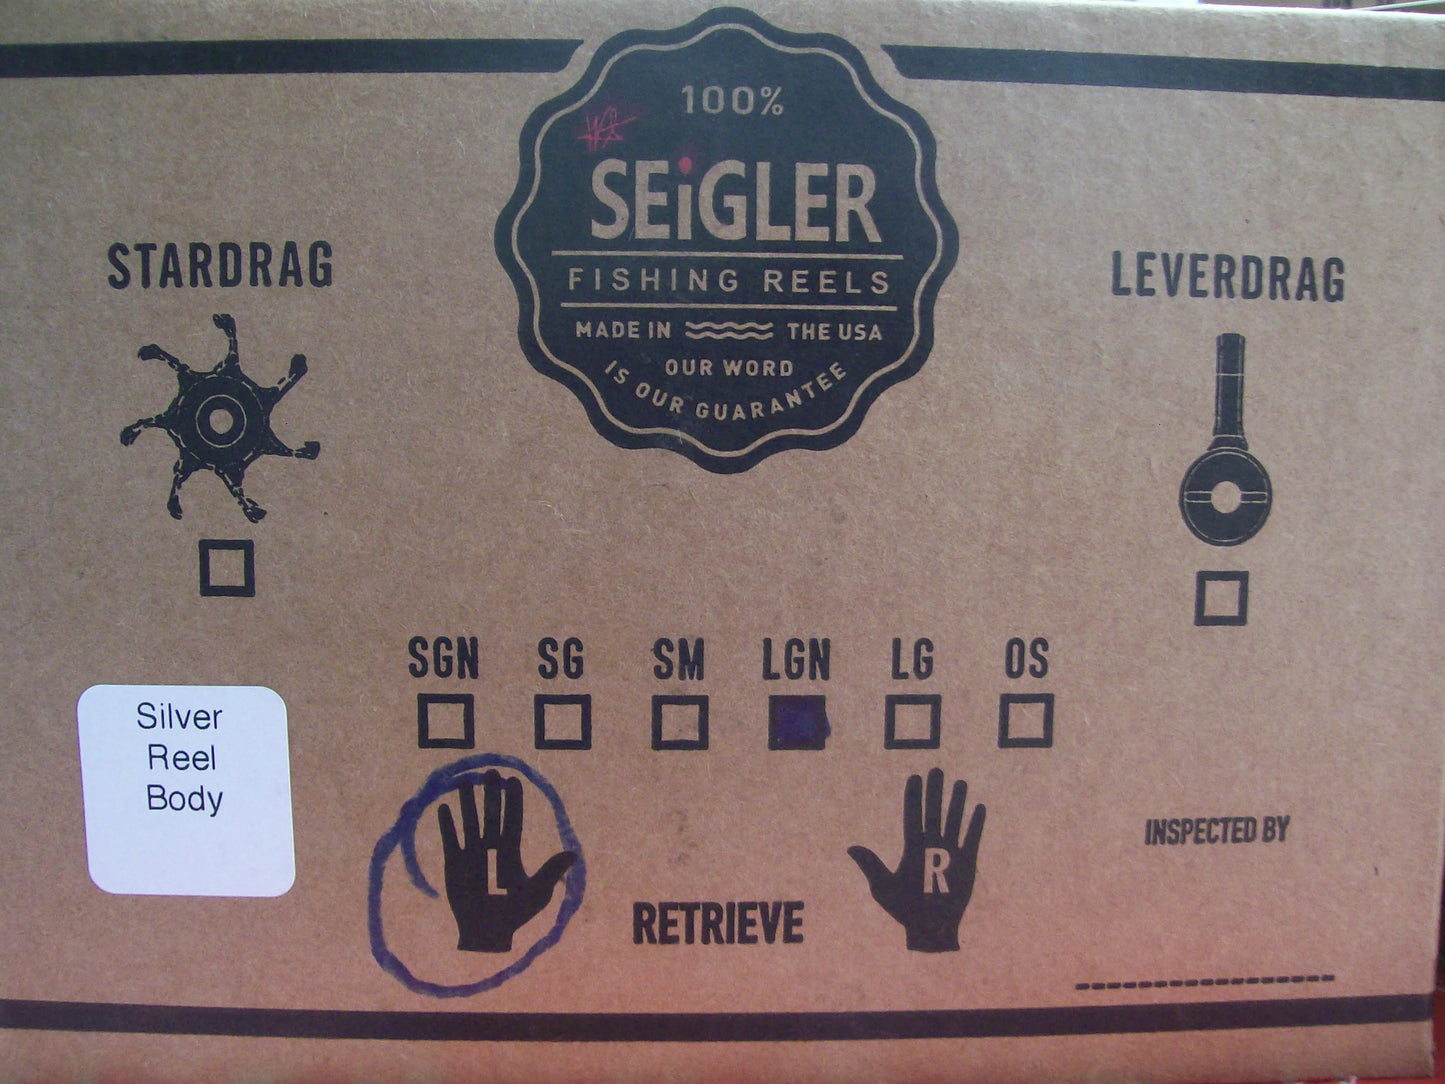 100%
SEiGLER
FISHING REELS
MADE IN THE USA
OUR WORD
IS OUR GUARANTEE
STARDRAG
LEVERDRAG
SGN SG SM LGN LG OS
Silver
Reel
Body
L
R
RETRIEVE
INSPECTED BY